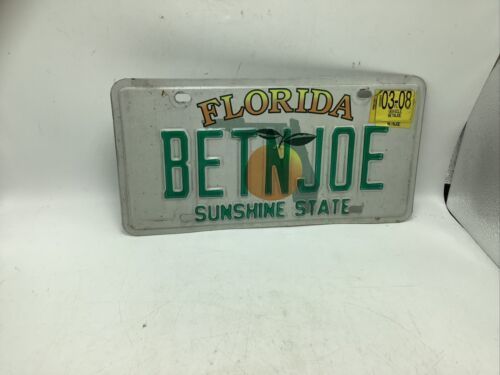 FLORIDA
03-08
BETNJOE
SUNSHINE STATE